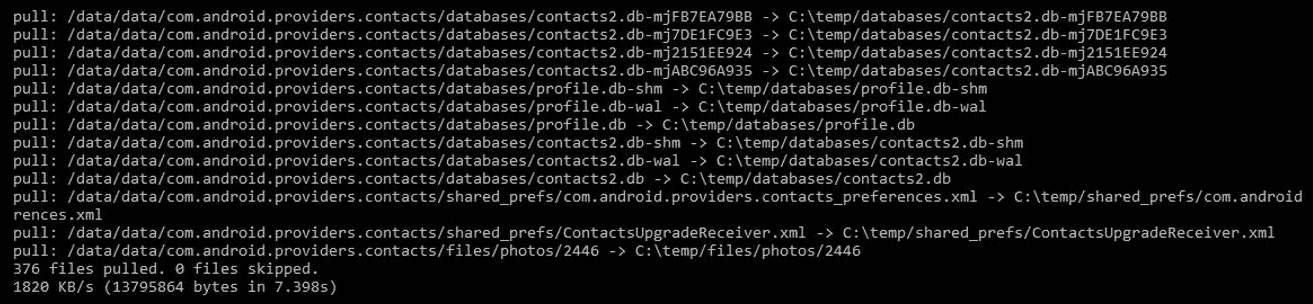 pull: /data/data/com.android.providers.contacts/databases/contacts2.db-mjFB7EA79BB -> C:\temp/databases/contacts2.db-mjFB7EA79BB
pull: /data/data/com.android.providers.contacts/databases/contacts2.db-mj7DE1FC9E3 -> C:\temp/databases/contacts2.db-mj7DE1FC9E3
pull: /data/data/com.android.providers.contacts/databases/contacts2.db-mj2151EE924 -> C:\temp/databases/contacts2.db-mj2151EE924
pull: /data/data/com.android.providers.contacts/databases/contacts2.db-mjABC96A935 -> C:\temp/databases/contacts2.db-mjABC96A935
pull: /data/data/com.android.providers.contacts/databases/profile.db-shm -> C:\temp/databases/profile.db-shm
pull: /data/data/com.android.providers.contacts/databases/profile.db-wal -> C:\temp/databases/profile.db-wal
pull: /data/data/com.android.providers.contacts/databases/profile.db -> C:\temp/databases/profile.db
pull: /data/data/com.android.providers.contacts/databases/contacts2.db-shm -> C:\temp/databases/contacts2.db-shm
pull: /data/data/com.android.providers.contacts/databases/contacts2.db-wal -> C:\temp/databases/contacts2.db-wal
pull: /data/data/com.android.providers.contacts/databases/contacts2.db -> C:\temp/databases/contacts2.db
pull: /data/data/com.android.providers.contacts/shared_prefs/com.android.providers.contacts_preferences.xml -> C:\temp/shared_prefs/com.android
rences.xml
pull: /data/data/com.android.providers.contacts/shared_prefs/ContactsUpgradeReceiver.xml -> C:\temp/shared_prefs/ContactsUpgradeReceiver.xml
pull: /data/data/com.android.providers.contacts/files/photos/2446 -> C:\temp/files/photos/2446
376 files pulled. 0 files skipped.
1820 KB/s (13795864 bytes in 7.398s)